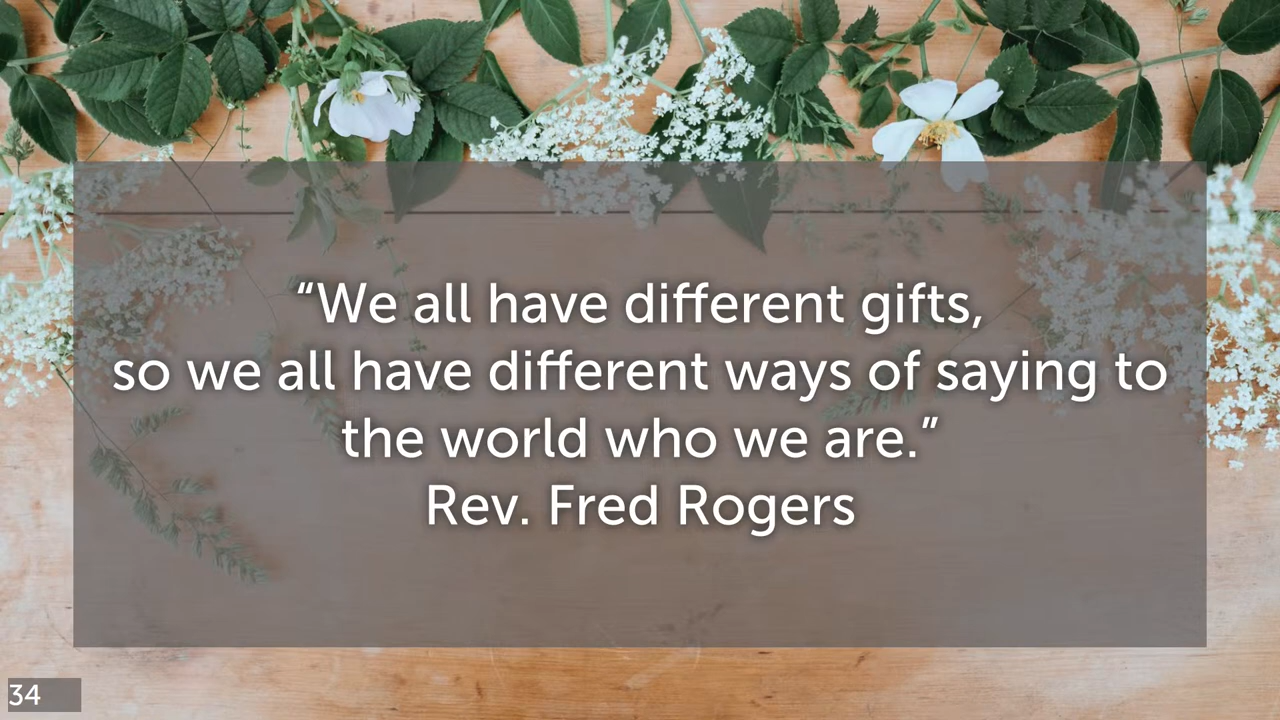 “We all have different gifts,
so we all have different ways of saying to
the world who we are.”
Rev. Fred Rogers
34